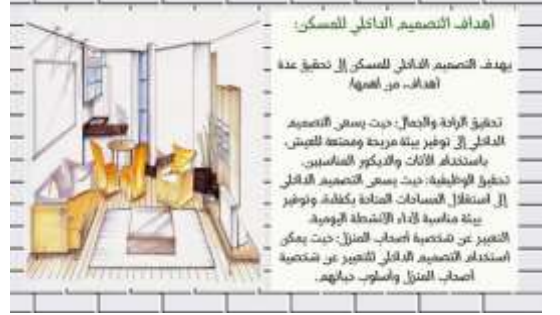 أهداف التصميم الداخلي للمسكن:
يهدف التصميم الداخلي للمسكن إلى تحقيق عدة
أهداف، من أهمها:
تحقيق الراحة والجمال: حيث يسعى التصميم
الداخلي إلى توفير بيئة مريحة وممتعة للعيش،
باستخدام الأثاث والديكور المناسبين.
تحقيق الوظيفية: حيث يسعى التصميم الداخلي
إلى استغلال المساحات المتاحة بكفاءة، وتوفير
بيئة مناسبة لأداء الأنشطة اليومية.
التعبير عن شخصية أصحاب المنزل: حيث يمكن
استخدام التصميم الداخلي للتعبير عن شخصية
أصحاب المنزل وأسلوب حياتهم.